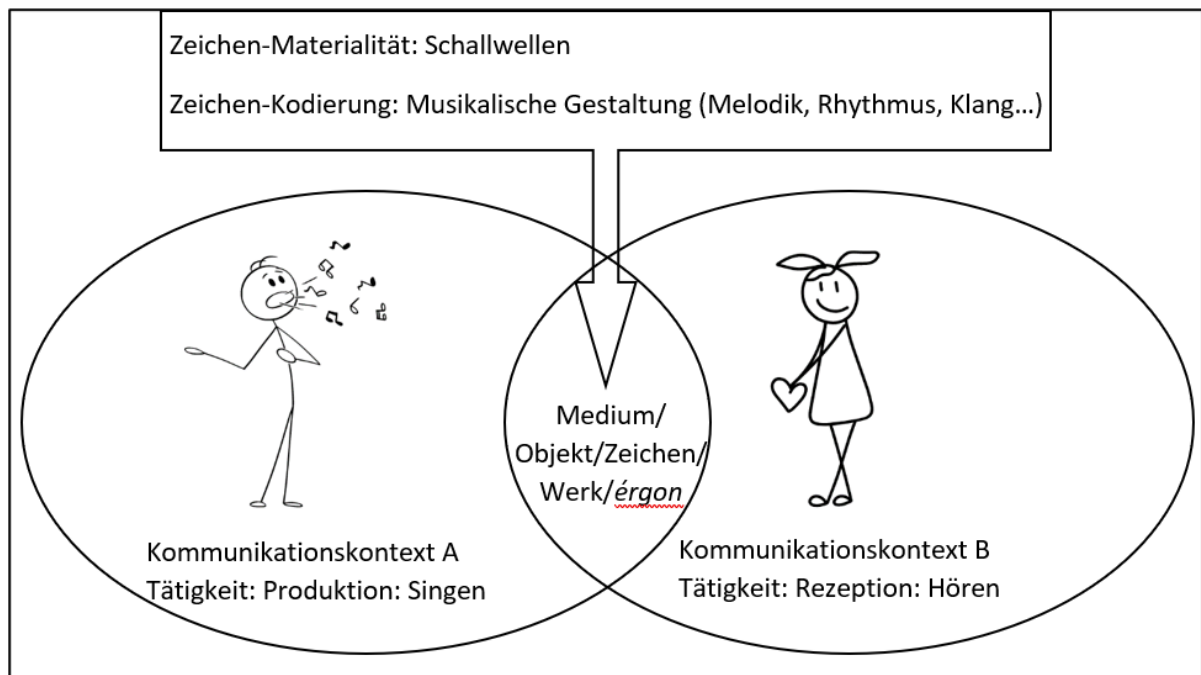 Zeichen-Materialität: Schallwellen
Zeichen-Kodierung: Musikalische Gestaltung (Melodik, Rhythmus, Klang…)
Medium/
Objekt/Zeichen/
Werk/érgon
Kommunikationskontext A
Tätigkeit: Produktion: Singen
Kommunikationskontext B
Tätigkeit: Rezeption: Hören